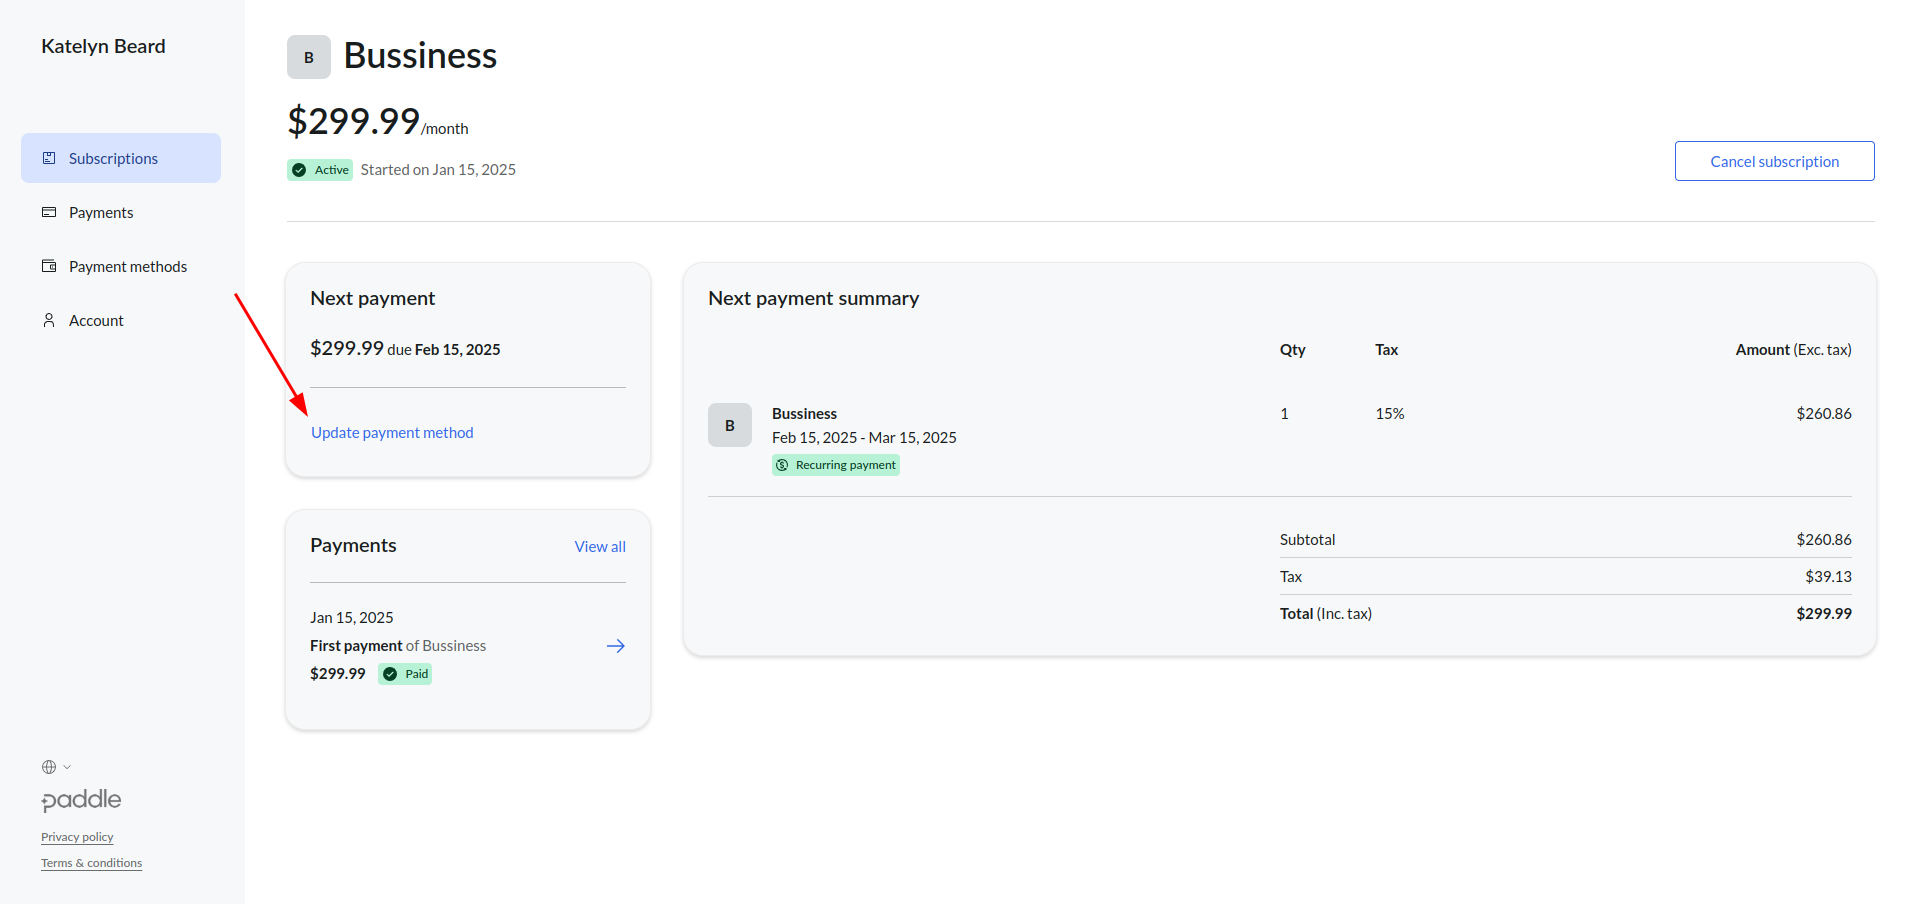 Katelyn Beard
Subscriptions
Payments
Payment methods
Account
paddle
Privacy policy
Terms & conditions
B Bussiness
$299.99/month
Active Started on Jan 15, 2025
Cancel subscription
Next payment
$299.99 due Feb 15, 2025
Update payment method
Payments View all
Jan 15, 2025
First payment of Bussiness
$299.99 Paid
Next payment summary
Qty Tax Amount (Exc. tax)
B
Bussiness 1 15% $260.86
Feb 15, 2025 - Mar 15, 2025
Recurring payment
Subtotal $260.86
Tax $39.13
Total (Inc. tax) $299.99